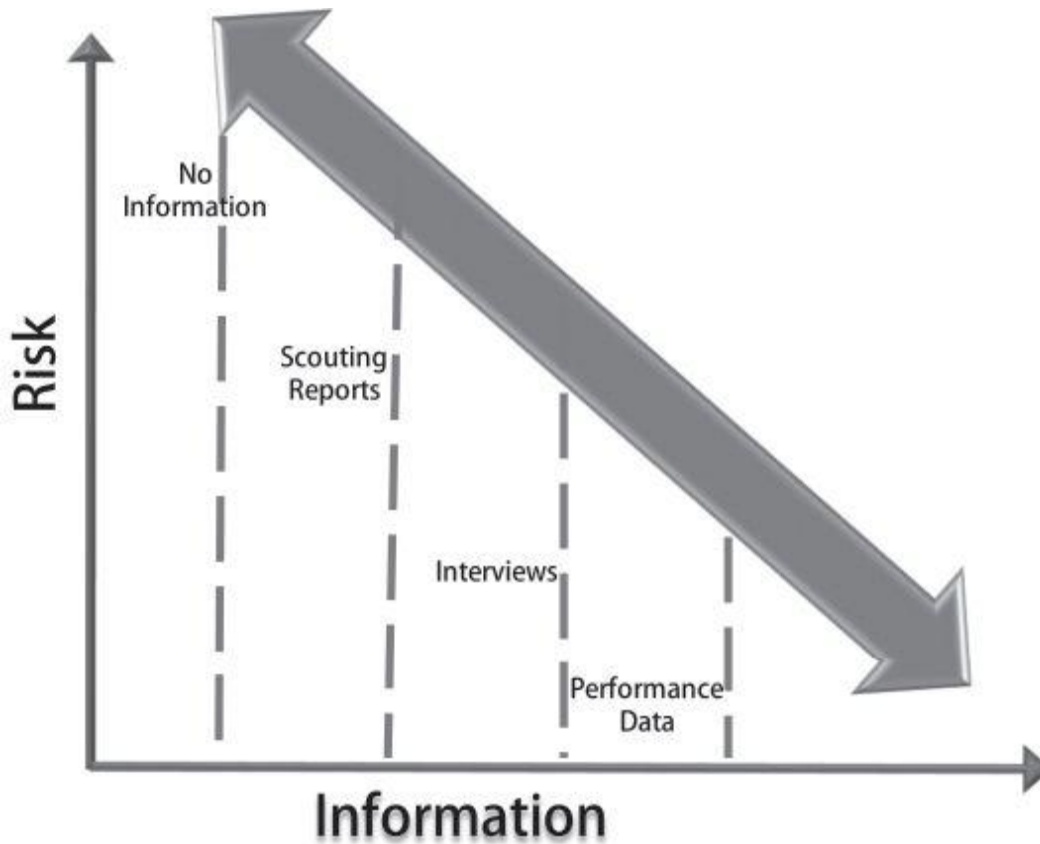 No
Information
Risk
Scouting
Reports
Interviews
Performance
Data
Information